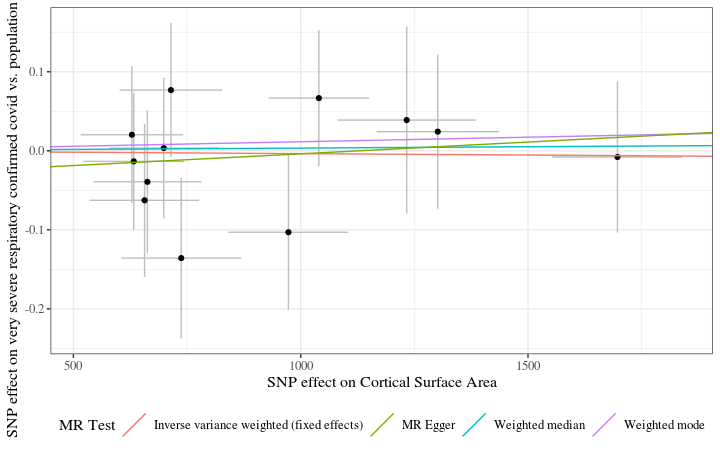 SNP effect on very severe respiratory confirmed covid vs. population
0.1
0.0
-0.1
-0.2
500
1000
1500
SNP effect on Cortical Surface Area
MR Test
Inverse variance weighted (fixed effects)
MR Egger
Weighted median
Weighted mode